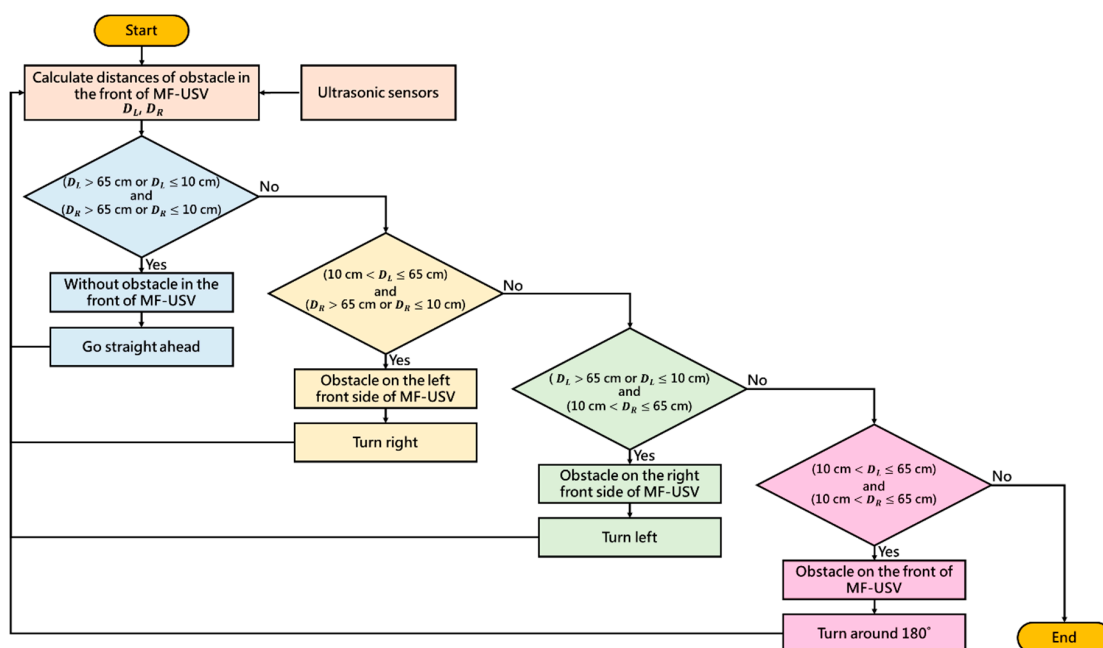 Start
Calculate distances of obstacle in
the front of MF-USV
D_L, D_R
Ultrasonic sensors
(D_L > 65 cm or D_L ≤ 10 cm)
and
(D_R > 65 cm or D_R ≤ 10 cm)
No
Yes
Without obstacle in the
front of MF-USV
Go straight ahead
(10 cm < D_L ≤ 65 cm)
and
(D_R > 65 cm or D_R ≤ 10 cm)
No
Yes
Obstacle on the left
front side of MF-USV
Turn right
( D_L > 65 cm or D_L ≤ 10 cm)
and
(10 cm < D_R ≤ 65 cm)
No
Yes
Obstacle on the right
front side of MF-USV
Turn left
(10 cm < D_L ≤ 65 cm)
and
(10 cm < D_R ≤ 65 cm)
No
Yes
Obstacle on the front of
MF-USV
Turn around 180°
End